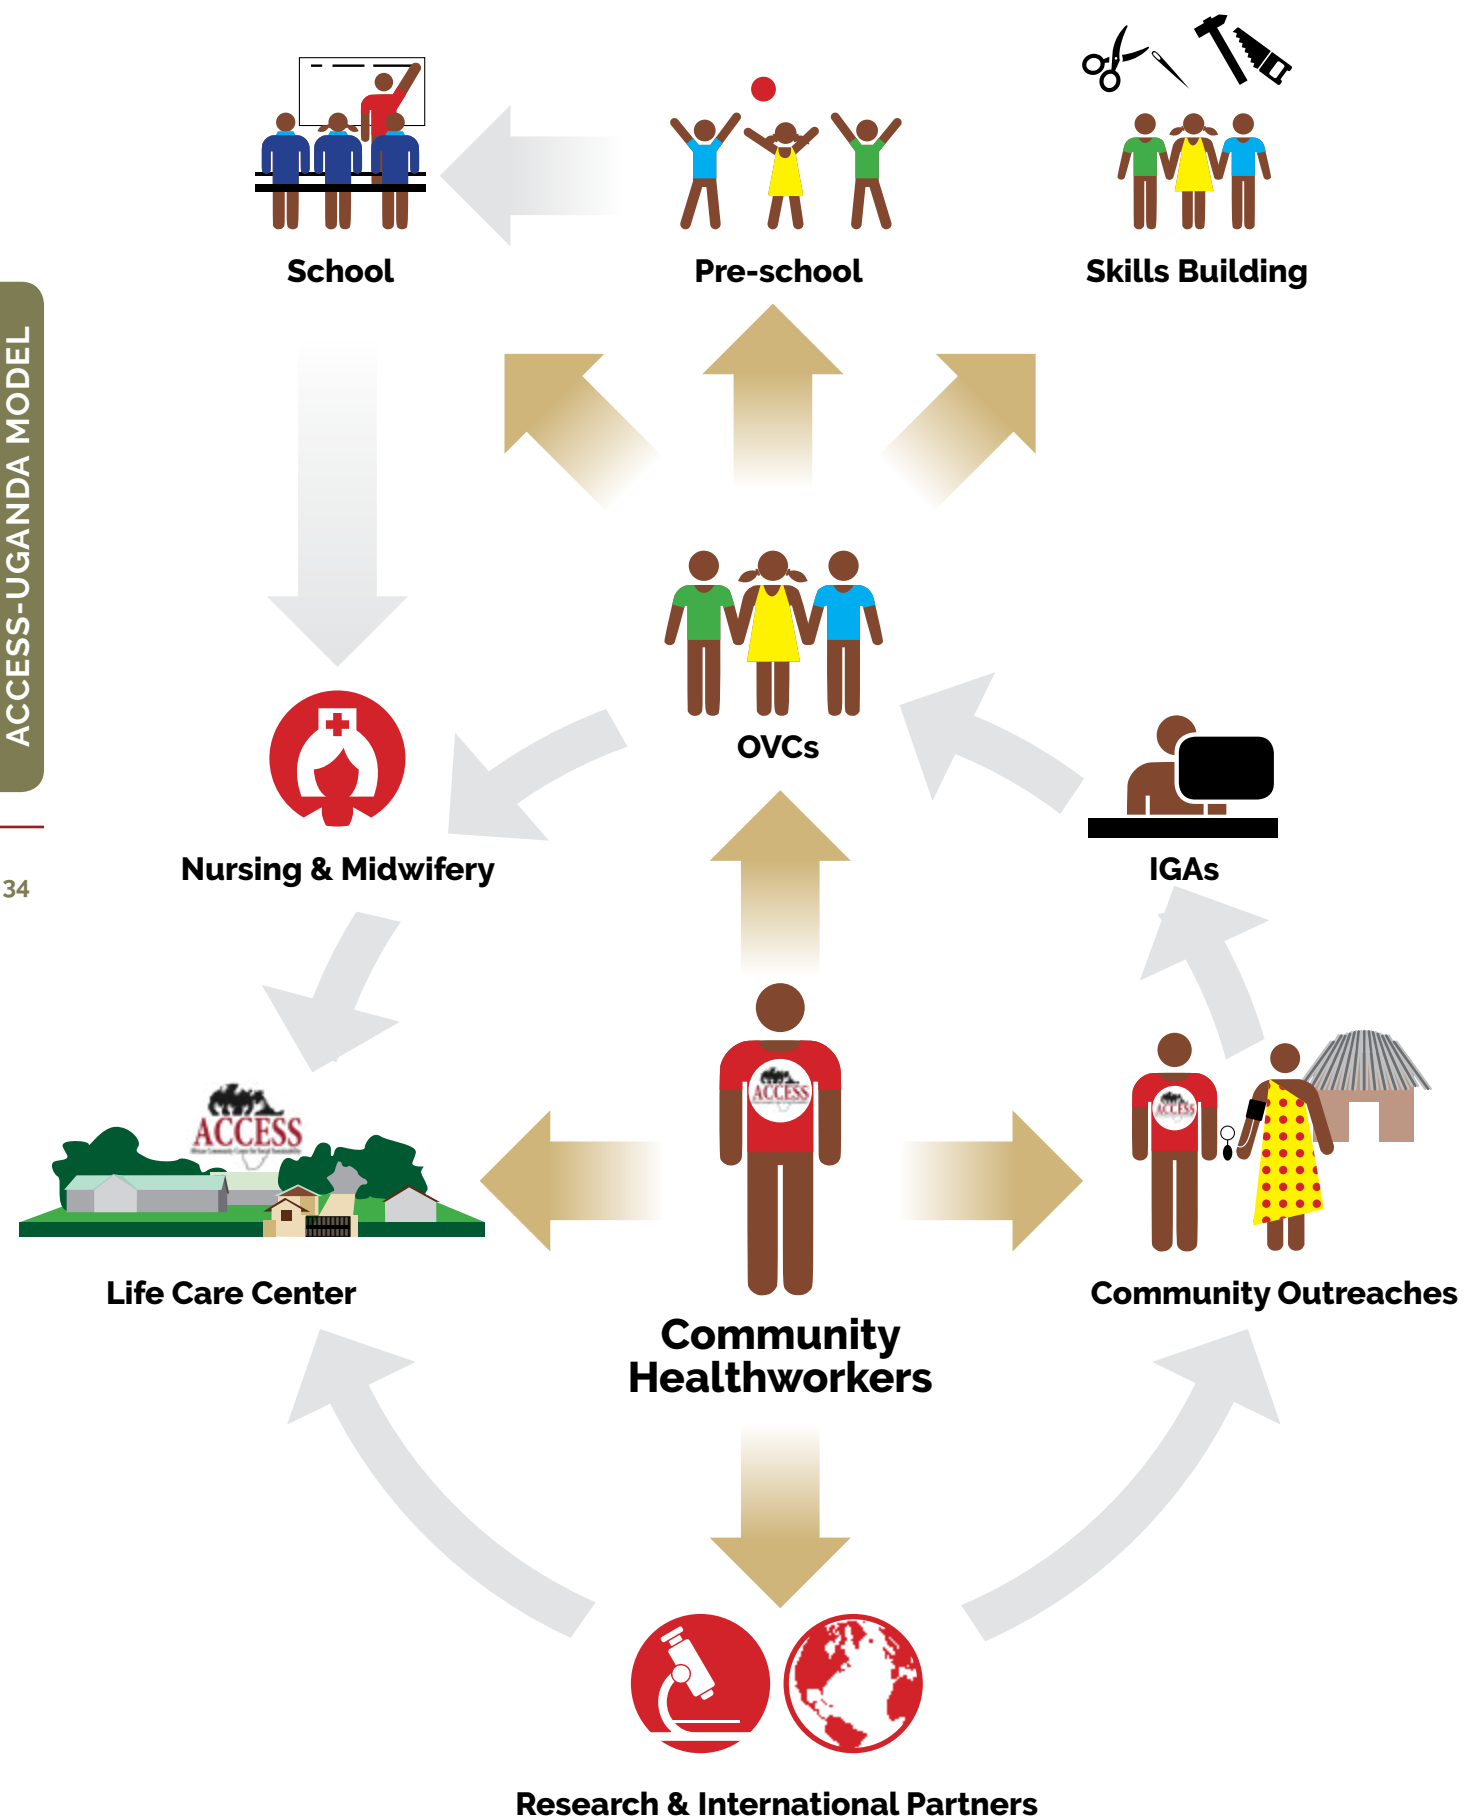 School
Pre-school
Skills Building
ACCESS-UGANDA MODEL
34
OVCs
Nursing & Midwifery
IGAs
ACCESS
ACCESS
ACCESS
Life Care Center
Community Outreaches
Community
Healthworkers
Research & International Partners